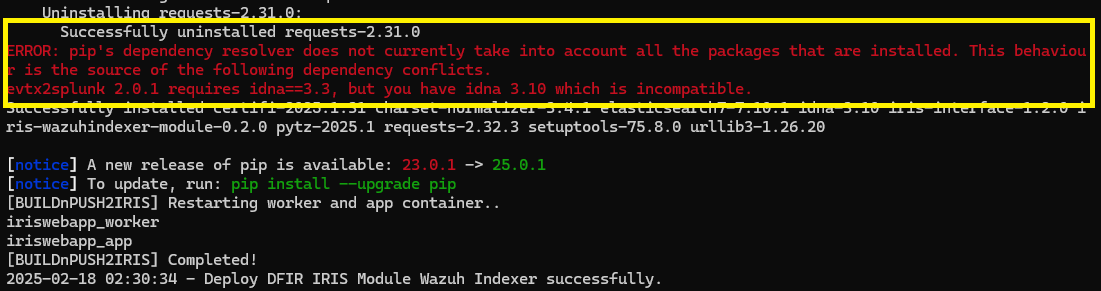 Uninstalling requests-2.31.0:
Successfully uninstalled requests-2.31.0
ERROR: pip's dependency resolver does not currently take into account all the packages that are installed. This behaviou
r is the source of the following dependency conflicts.
evtx2splunk 2.0.1 requires idna==3.3, but you have idna 3.10 which is incompatible.
Successfully installed certifi-2025.1.31 charset-normalizer-3.4.1 elasticsearch7-7.10.1 idna-3.10 iris-interface-1.2.0 i
ris-wazuhindexer-module-0.2.0 pytz-2025.1 requests-2.32.3 setuptools-75.8.0 urllib3-1.26.20
[notice] A new release of pip is available: 23.0.1 -> 25.0.1
[notice] To update, run: pip install --upgrade pip
[BUILDnPUSH2IRIS] Restarting worker and app container..
iriswebapp_worker
iriswebapp_app
[BUILDnPUSH2IRIS] Completed!
2025-02-18 02:30:34 - Deploy DFIR IRIS Module Wazuh Indexer successfully.